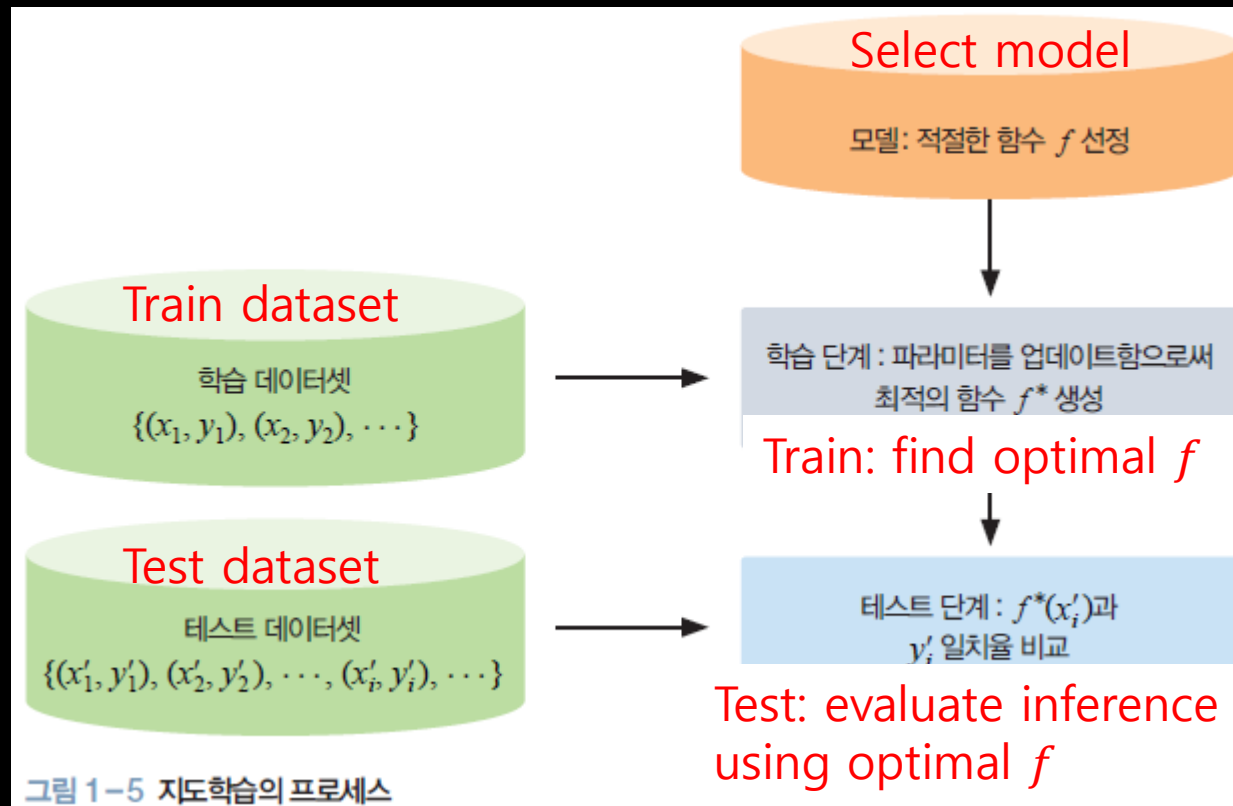 Select model
모델: 적절한 함수 f 선정
Train dataset
학습 데이터셋
{(x₁, y₁), (x₂, y₂), ⋯}
학습 단계 : 파라미터를 업데이트함으로써
최적의 함수 f* 생성
Train: find optimal f
Test dataset
테스트 데이터셋
{(x′₁, y′₁), (x′₂, y′₂), ⋯, (x′ᵢ, y′ᵢ), ⋯}
테스트 단계 : f*(x′ᵢ)과
y′ᵢ 일치율 비교
Test: evaluate inference
using optimal f
그림 1-5 지도학습의 프로세스